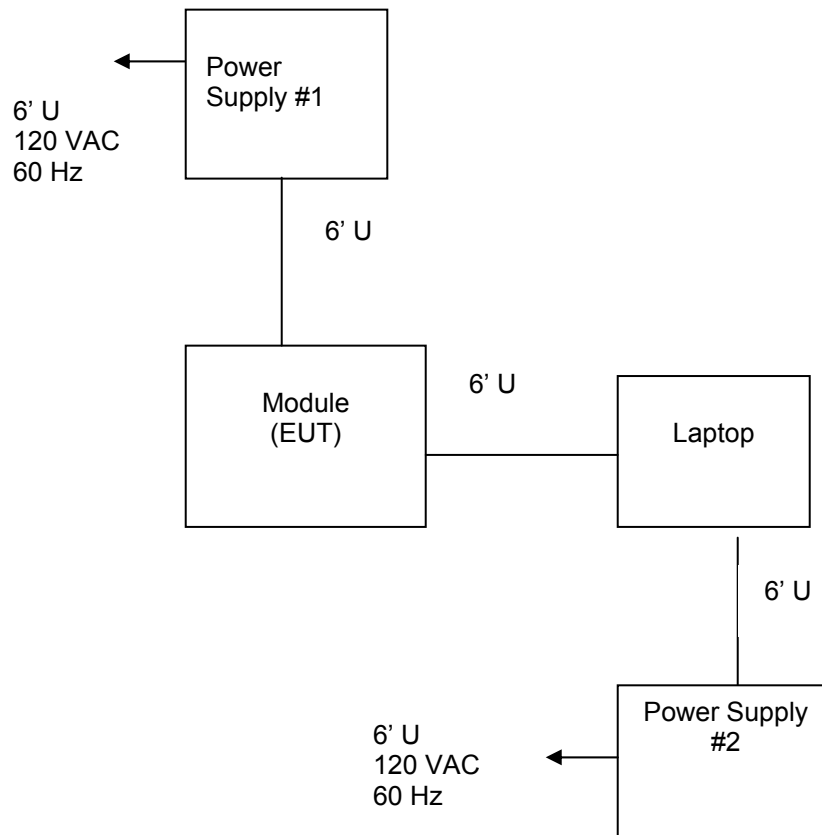 Power
Supply #1
6’ U
120 VAC
60 Hz
6’ U
Module
(EUT)
6’ U
Laptop
6’ U
Power Supply
#2
6’ U
120 VAC
60 Hz